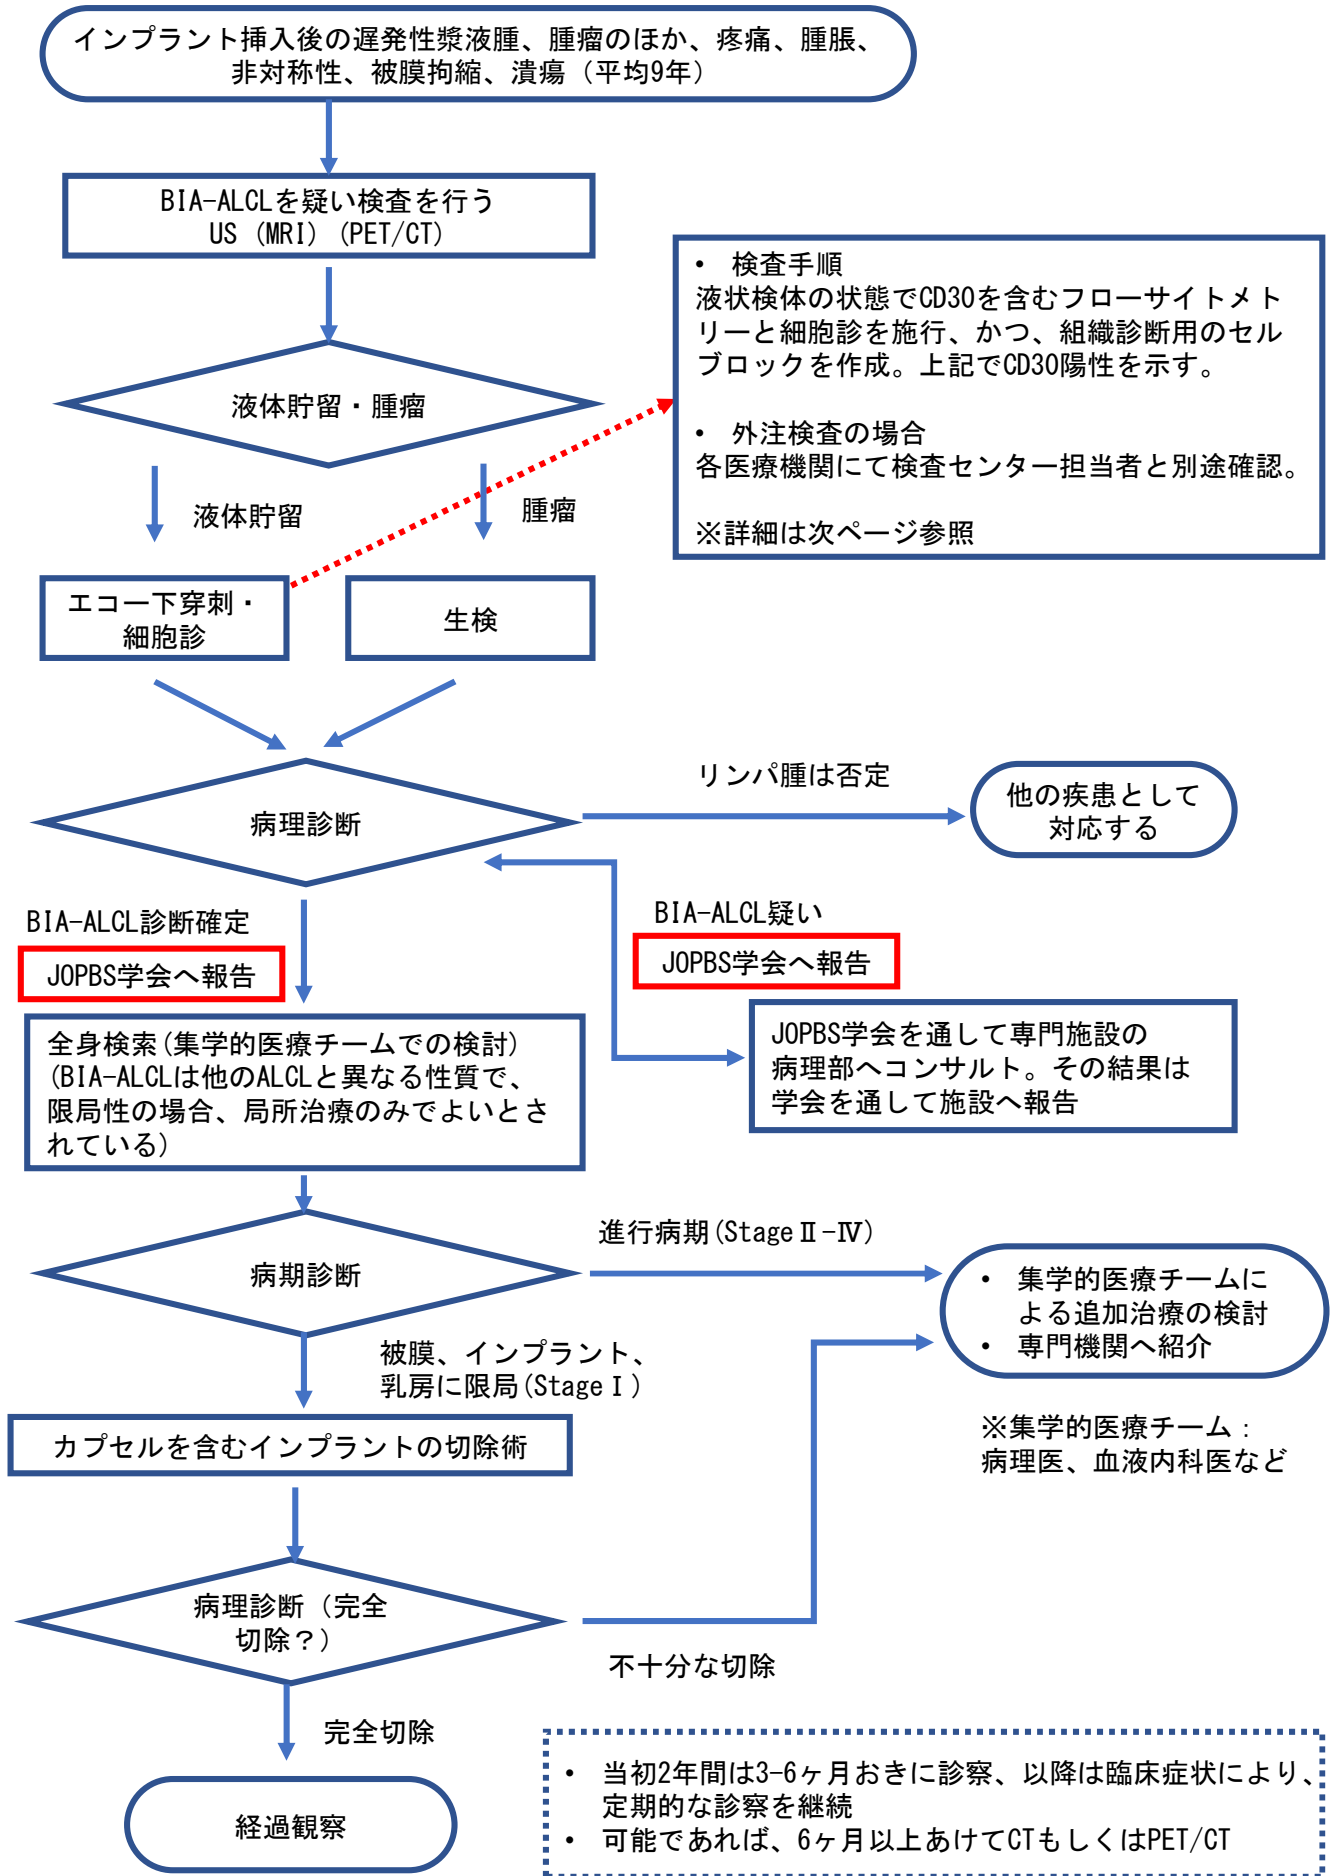 インプラント挿入後の遅発性漿液腫、腫瘤のほか、疼痛、腫脹、
非対称性、被膜拘縮、潰瘍（平均9年）
BIA-ALCLを疑い検査を行う
US（MRI）(PET/CT)
• 検査手順
液状検体の状態でCD30を含むフローサイトメト
リーと細胞診を施行、かつ、組織診断用のセル
ブロックを作成。上記でCD30陽性を示す。
• 外注検査の場合
各医療機関にて検査センター担当者と別途確認。
※詳細は次ページ参照
液体貯留・腫瘤
液体貯留
腫瘤
エコー下穿刺・
細胞診
生検
病理診断
リンパ腫は否定
他の疾患として
対応する
BIA-ALCL診断確定
JOPBS学会へ報告
BIA-ALCL疑い
JOPBS学会へ報告
全身検索(集学的医療チームでの検討)
(BIA-ALCLは他のALCLと異なる性質で、
限局性の場合、局所治療のみでよいとさ
れている)
JOPBS学会を通して専門施設の
病理部へコンサルト。その結果は
学会を通して施設へ報告
病期診断
進行病期(StageⅡ-Ⅳ)
• 集学的医療チームに
よる追加治療の検討
• 専門機関へ紹介
被膜、インプラント、
乳房に限局(StageⅠ)
※集学的医療チーム：
病理医、血液内科医など
カプセルを含むインプラントの切除術
病理診断（完全
切除？）
不十分な切除
完全切除
経過観察
• 当初2年間は3-6ヶ月おきに診察、以降は臨床症状により、
定期的な診察を継続
• 可能であれば、6ヶ月以上あけてCTもしくはPET/CT